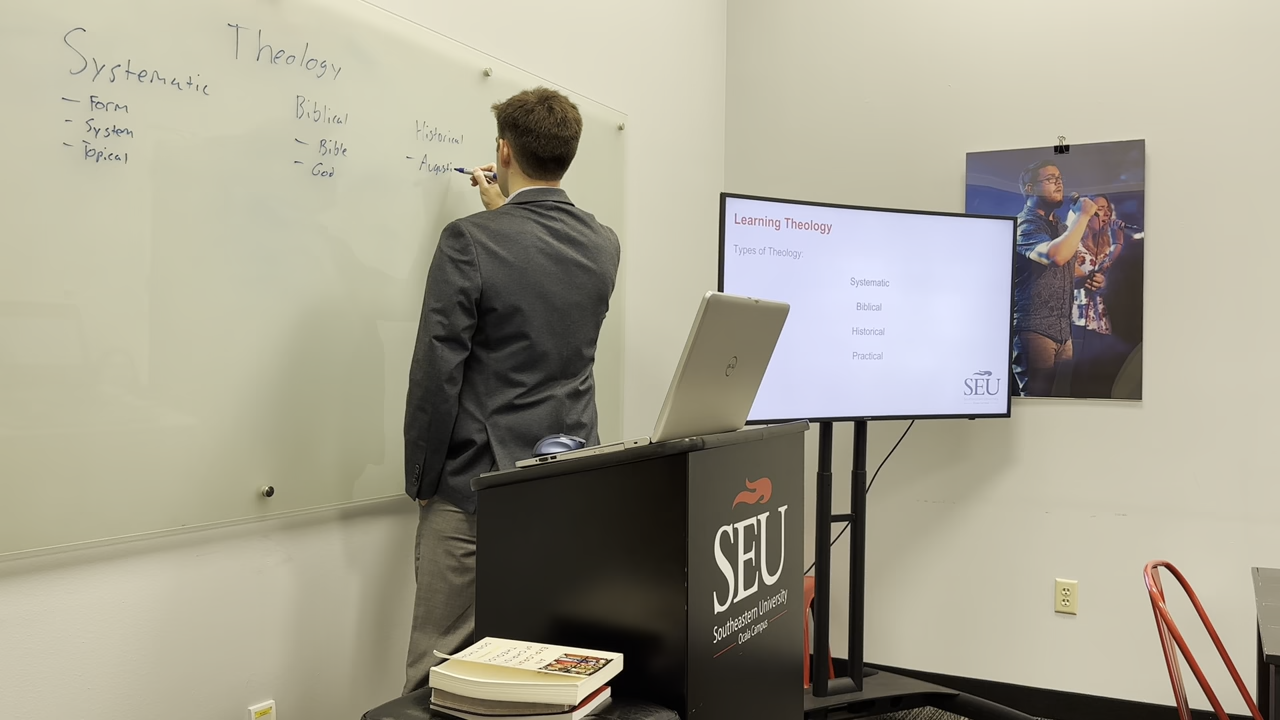 Theology
Systematic
- Form
- System
- Topical
Biblical
- Bible
- God
Historical
- Augusti
Learning Theology
Types of Theology:
Systematic
Biblical
Historical
Practical
SEU
SEU
Southeastern University
Ocala Campus